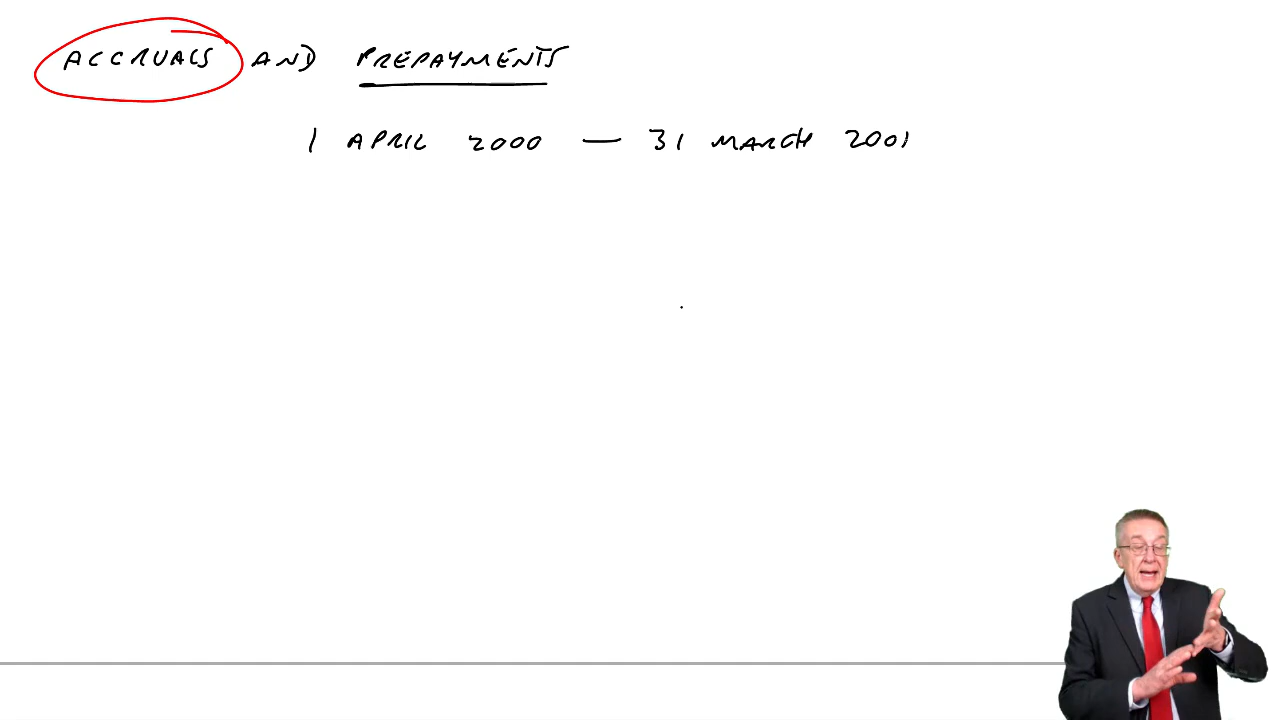 ACCRUALS AND PREPAYMENTS
1 APRIL 2000 — 31 MARCH 2001